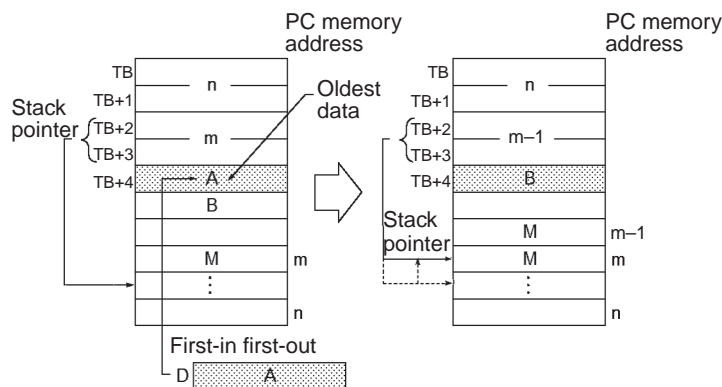 PC memory
address
TB
n
TB+1
Stack
pointer
TB+2
m
TB+3
TB+4
A
B
M
m
⋮
n
Oldest
data
First-in first-out
D
A
PC memory
address
TB
n
TB+1
TB+2
m–1
TB+3
TB+4
B
Stack
pointer
M
m–1
M
m
⋮
n